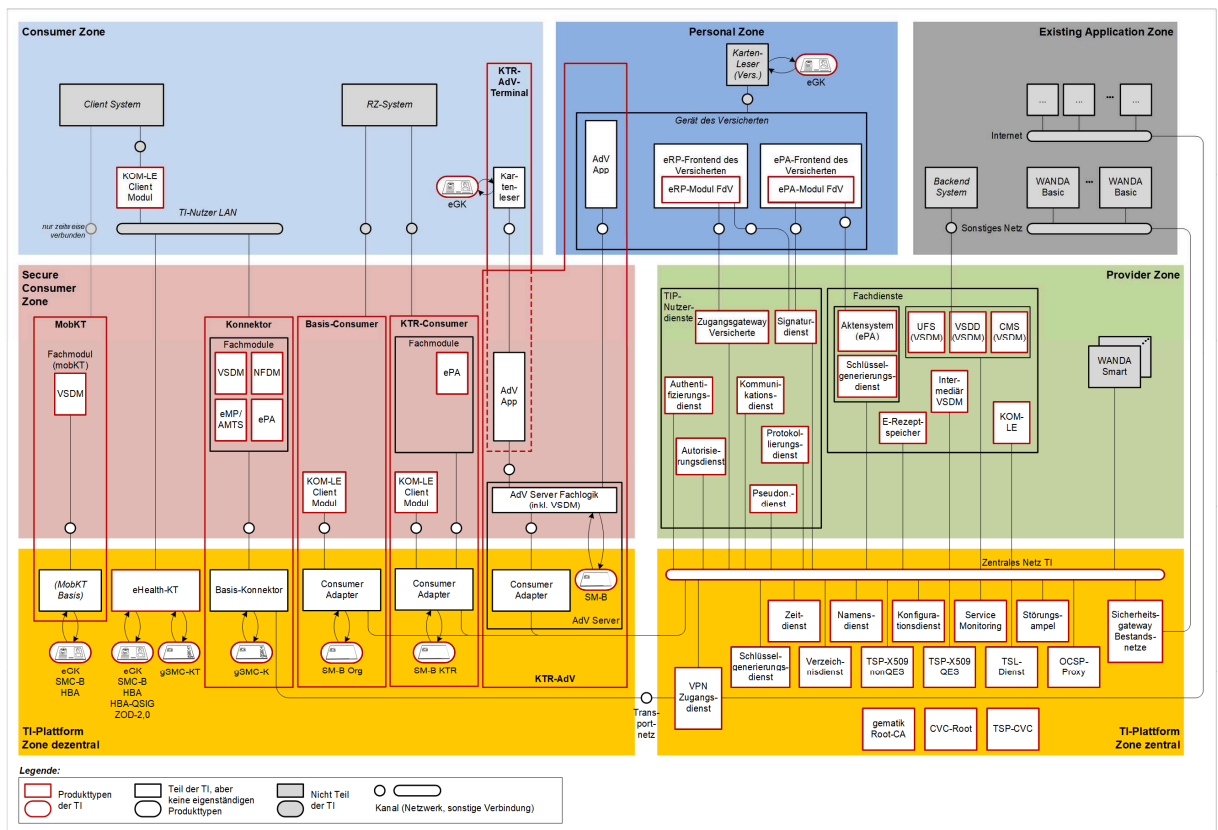 Consumer Zone
Client System
RZ-System
KTR-
AdV-
Terminal
KOM-LE
Client
Modul
eGK
Kar-
ten-
leser
TI-Nutzer LAN
nur zeitweise
verbunden
Personal Zone
Karten-
Leser
(Vers.)
eGK
Gerät des Versicherten
AdV
App
eRP-Frontend des
Versicherten
eRP-Modul FdV
ePA-Frontend des
Versicherten
ePA-Modul FdV
Existing Application Zone
...
...
...
...
Internet
Backend
System
WANDA
Basic
...
WANDA
Basic
Sonstiges Netz
Secure
Consumer
Zone
MobKT
Fachmodul
(mobKT)
VSDM
Konnektor
Fachmodule
VSDM
NFDM
eMP/
AMTS
ePA
Basis-Consumer
KOM-LE
Client
Modul
KTR-Consumer
Fachmodule
ePA
KOM-LE
Client
Modul
AdV
App
AdV Server Fachlogik
(inkl. VSDM)
Provider Zone
TIP-
Nutzer-
dienste
Zugangsgateway
Versicherte
Signatur-
dienst
Authenti-
fizierungs-
dienst
Kommuni-
kations-
dienst
Autorisie-
rungsdienst
Protokol-
lierungs-
dienst
Pseudon.-
dienst
Fachdienste
Aktensystem
(ePA)
Schlüssel-
generierungs-
dienst
UFS
(VSDM)
VSDD
(VSDM)
CMS
(VSDM)
Inter-
mediär
VSDM
E-Rezept-
speicher
KOM-
LE
WANDA
Smart
(MobKT
Basis)
eHealth-KT
Basis-Konnektor
Consumer
Adapter
Consumer
Adapter
Consumer
Adapter
SM-B
AdV Server
eGK
SMC-B
HBA
eGK
SMC-B
HBA
HBA-QSIG
ZOD-2,0
gSMC-KT
gSMC-K
SM-B Org
SM-B KTR
KTR-AdV
TI-Plattform
Zone dezentral
Trans-
port-
netz
Zentrales Netz TI
Zeit-
dienst
Namens-
dienst
Konfigu-
rationsdienst
Service
Monitoring
Störungs-
ampel
Sicherheits-
gateway
Bestands-
netze
VPN
Zugangs-
dienst
Schlüssel-
generierungs-
dienst
Verzeich-
nisdienst
TSP-X509
nonQES
TSP-X509
QES
TSL-
Dienst
OCSP-
Proxy
gematik
Root-CA
CVC-Root
TSP-CVC
TI-Plattform
Zone zentral
Legende:
Produkttypen
der TI
Teil der TI, aber
keine eigenständigen
Produkttypen
Nicht Teil
der TI
Kanal (Netzwerk, sonstige Verbindung)